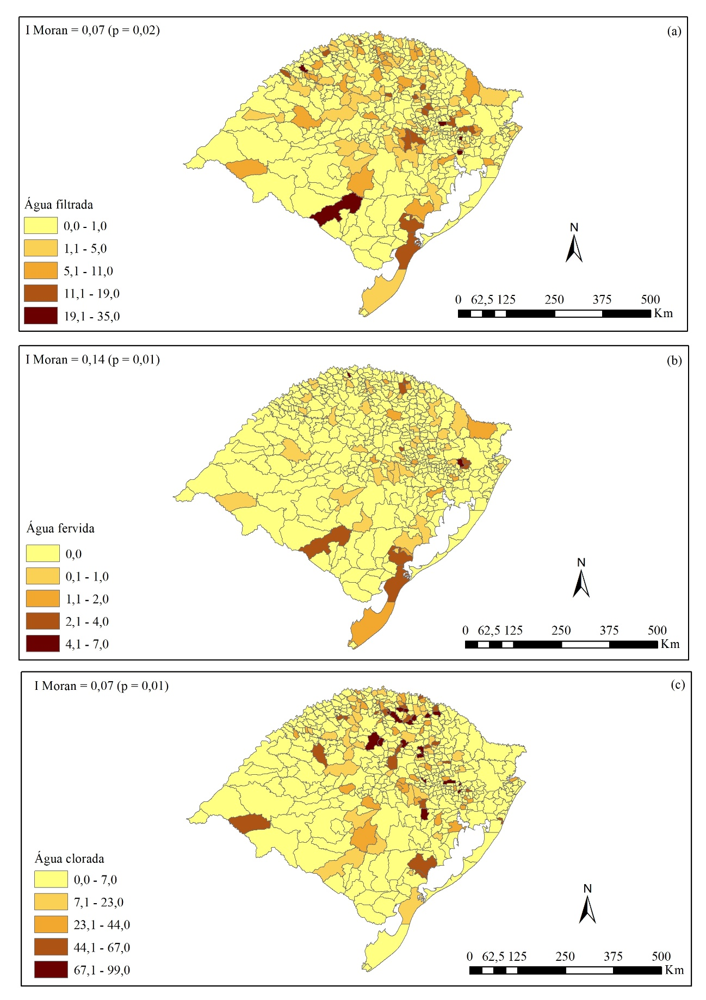 I Moran = 0,07 (p = 0,02)
(a)
Água filtrada
0,0 - 1,0
1,1 - 5,0
5,1 - 11,0
11,1 - 19,0
19,1 - 35,0
N
0 62,5 125 250 375 500
Km
I Moran = 0,14 (p = 0,01)
(b)
Água fervida
0,0
0,1 - 1,0
1,1 - 2,0
2,1 - 4,0
4,1 - 7,0
N
0 62,5 125 250 375 500
Km
I Moran = 0,07 (p = 0,01)
(c)
Água clorada
0,0 - 7,0
7,1 - 23,0
23,1 - 44,0
44,1 - 67,0
67,1 - 99,0
N
0 62,5 125 250 375 500
Km